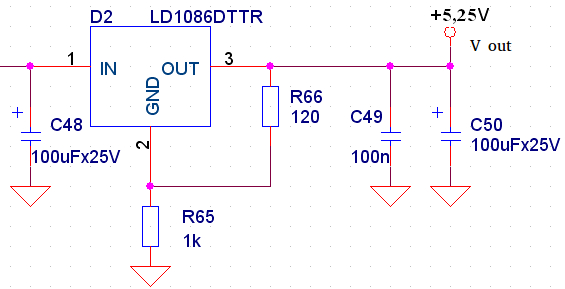 D2 LD1086DTTR
+5,25V
V out
1
IN OUT
3
GND
2
C48
100uFx25V
R66
120
C49
100n
C50
100uFx25V
R65
1k